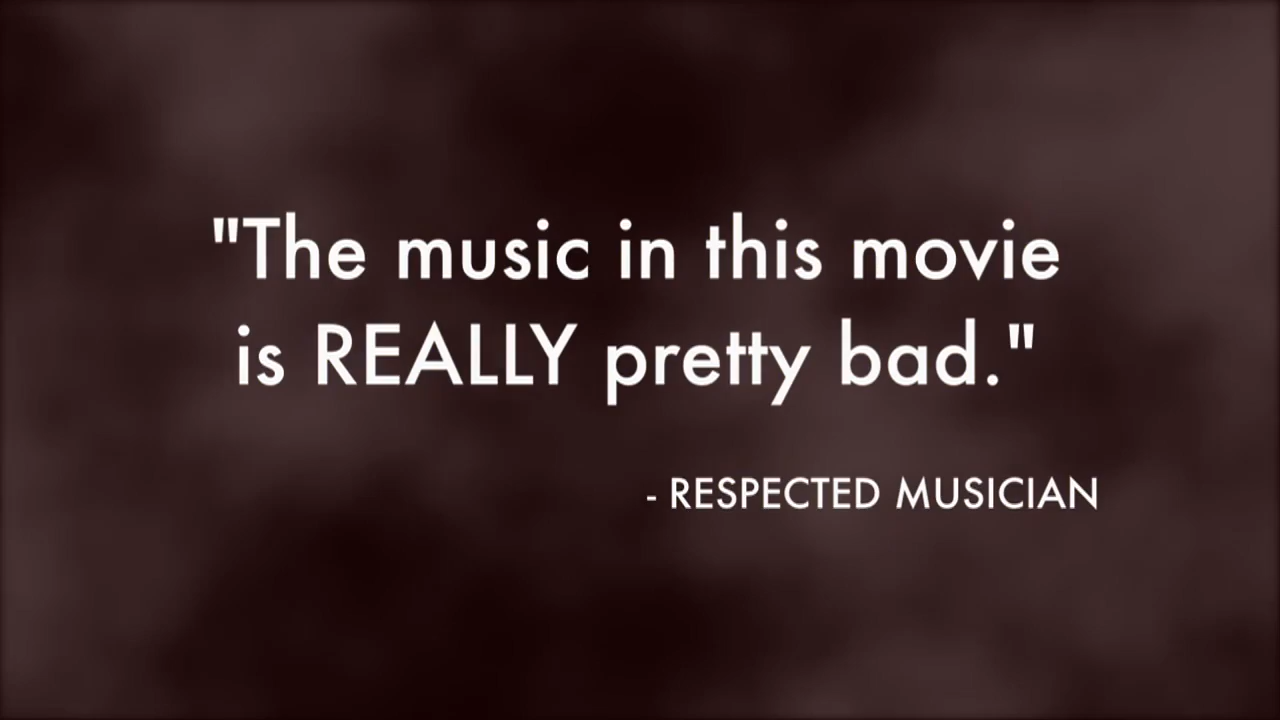 "The music in this movie
is REALLY pretty bad."
- RESPECTED MUSICIAN